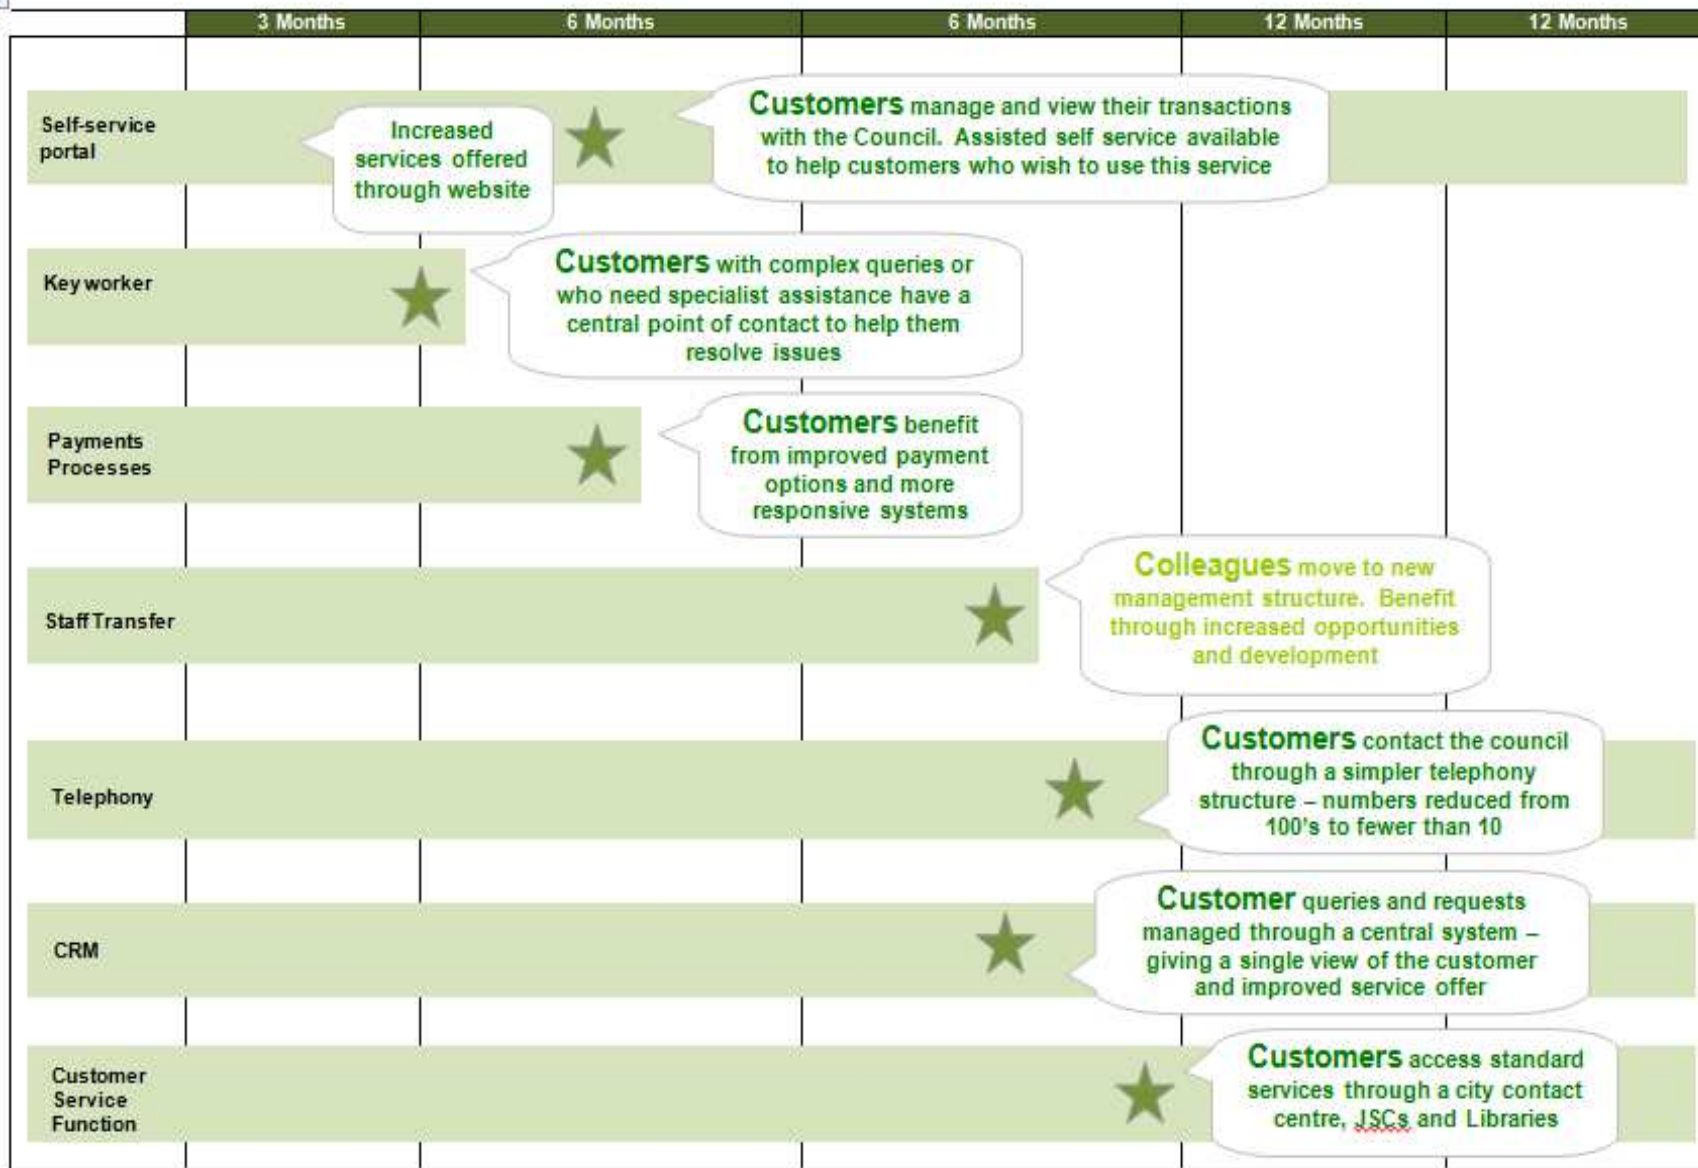 3 Months 6 Months 6 Months 12 Months 12 Months
Self-service
portal
Increased
services offered
through website
Customers manage and view their transactions
with the Council. Assisted self service available
to help customers who wish to use this service
Key worker
Customers with complex queries or
who need specialist assistance have a
central point of contact to help them
resolve issues
Payments
Processes
Customers benefit
from improved payment
options and more
responsive systems
Staff Transfer
Colleagues move to new
management structure. Benefit
through increased opportunities
and development
Telephony
Customers contact the council
through a simpler telephony
structure – numbers reduced from
100's to fewer than 10
CRM
Customer queries and requests
managed through a central system –
giving a single view of the customer
and improved service offer
Customer
Service
Function
Customers access standard
services through a city contact
centre, JSCs and Libraries